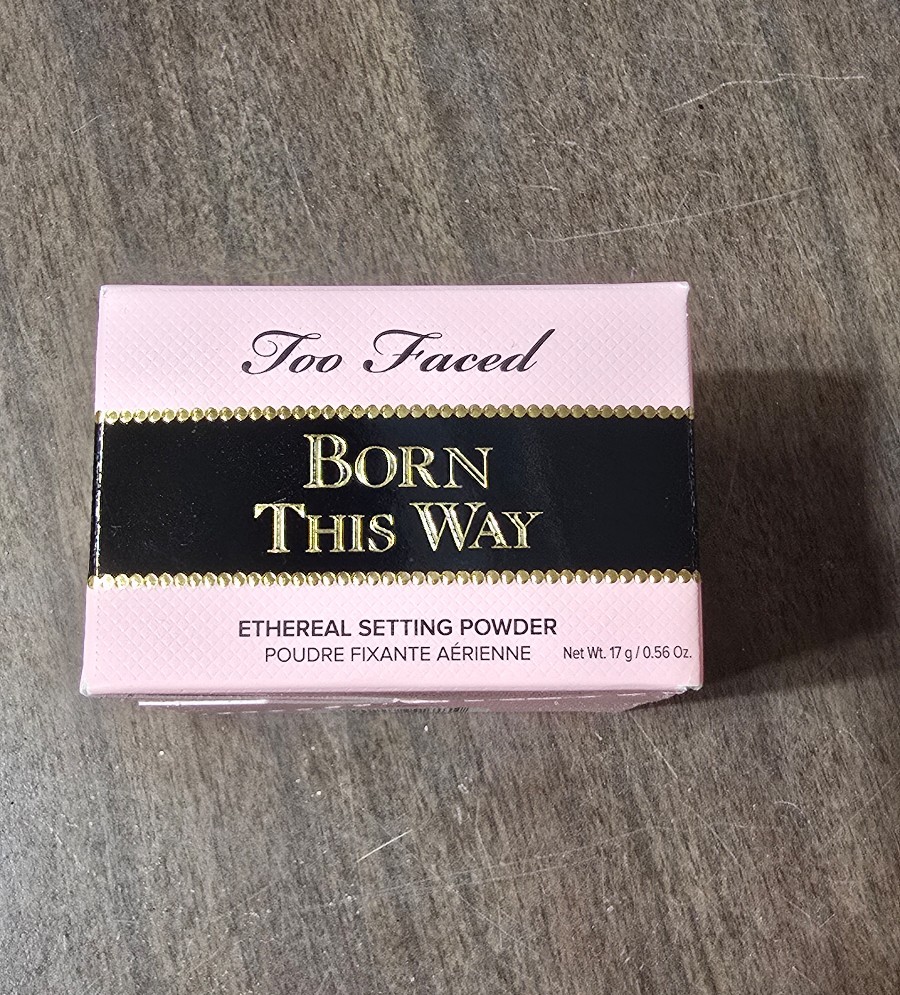 Too Faced
BORN
THIS WAY
ETHEREAL SETTING POWDER
POUDRE FIXANTE AÉRIENNE
Net Wt. 17 g / 0.56 Oz.